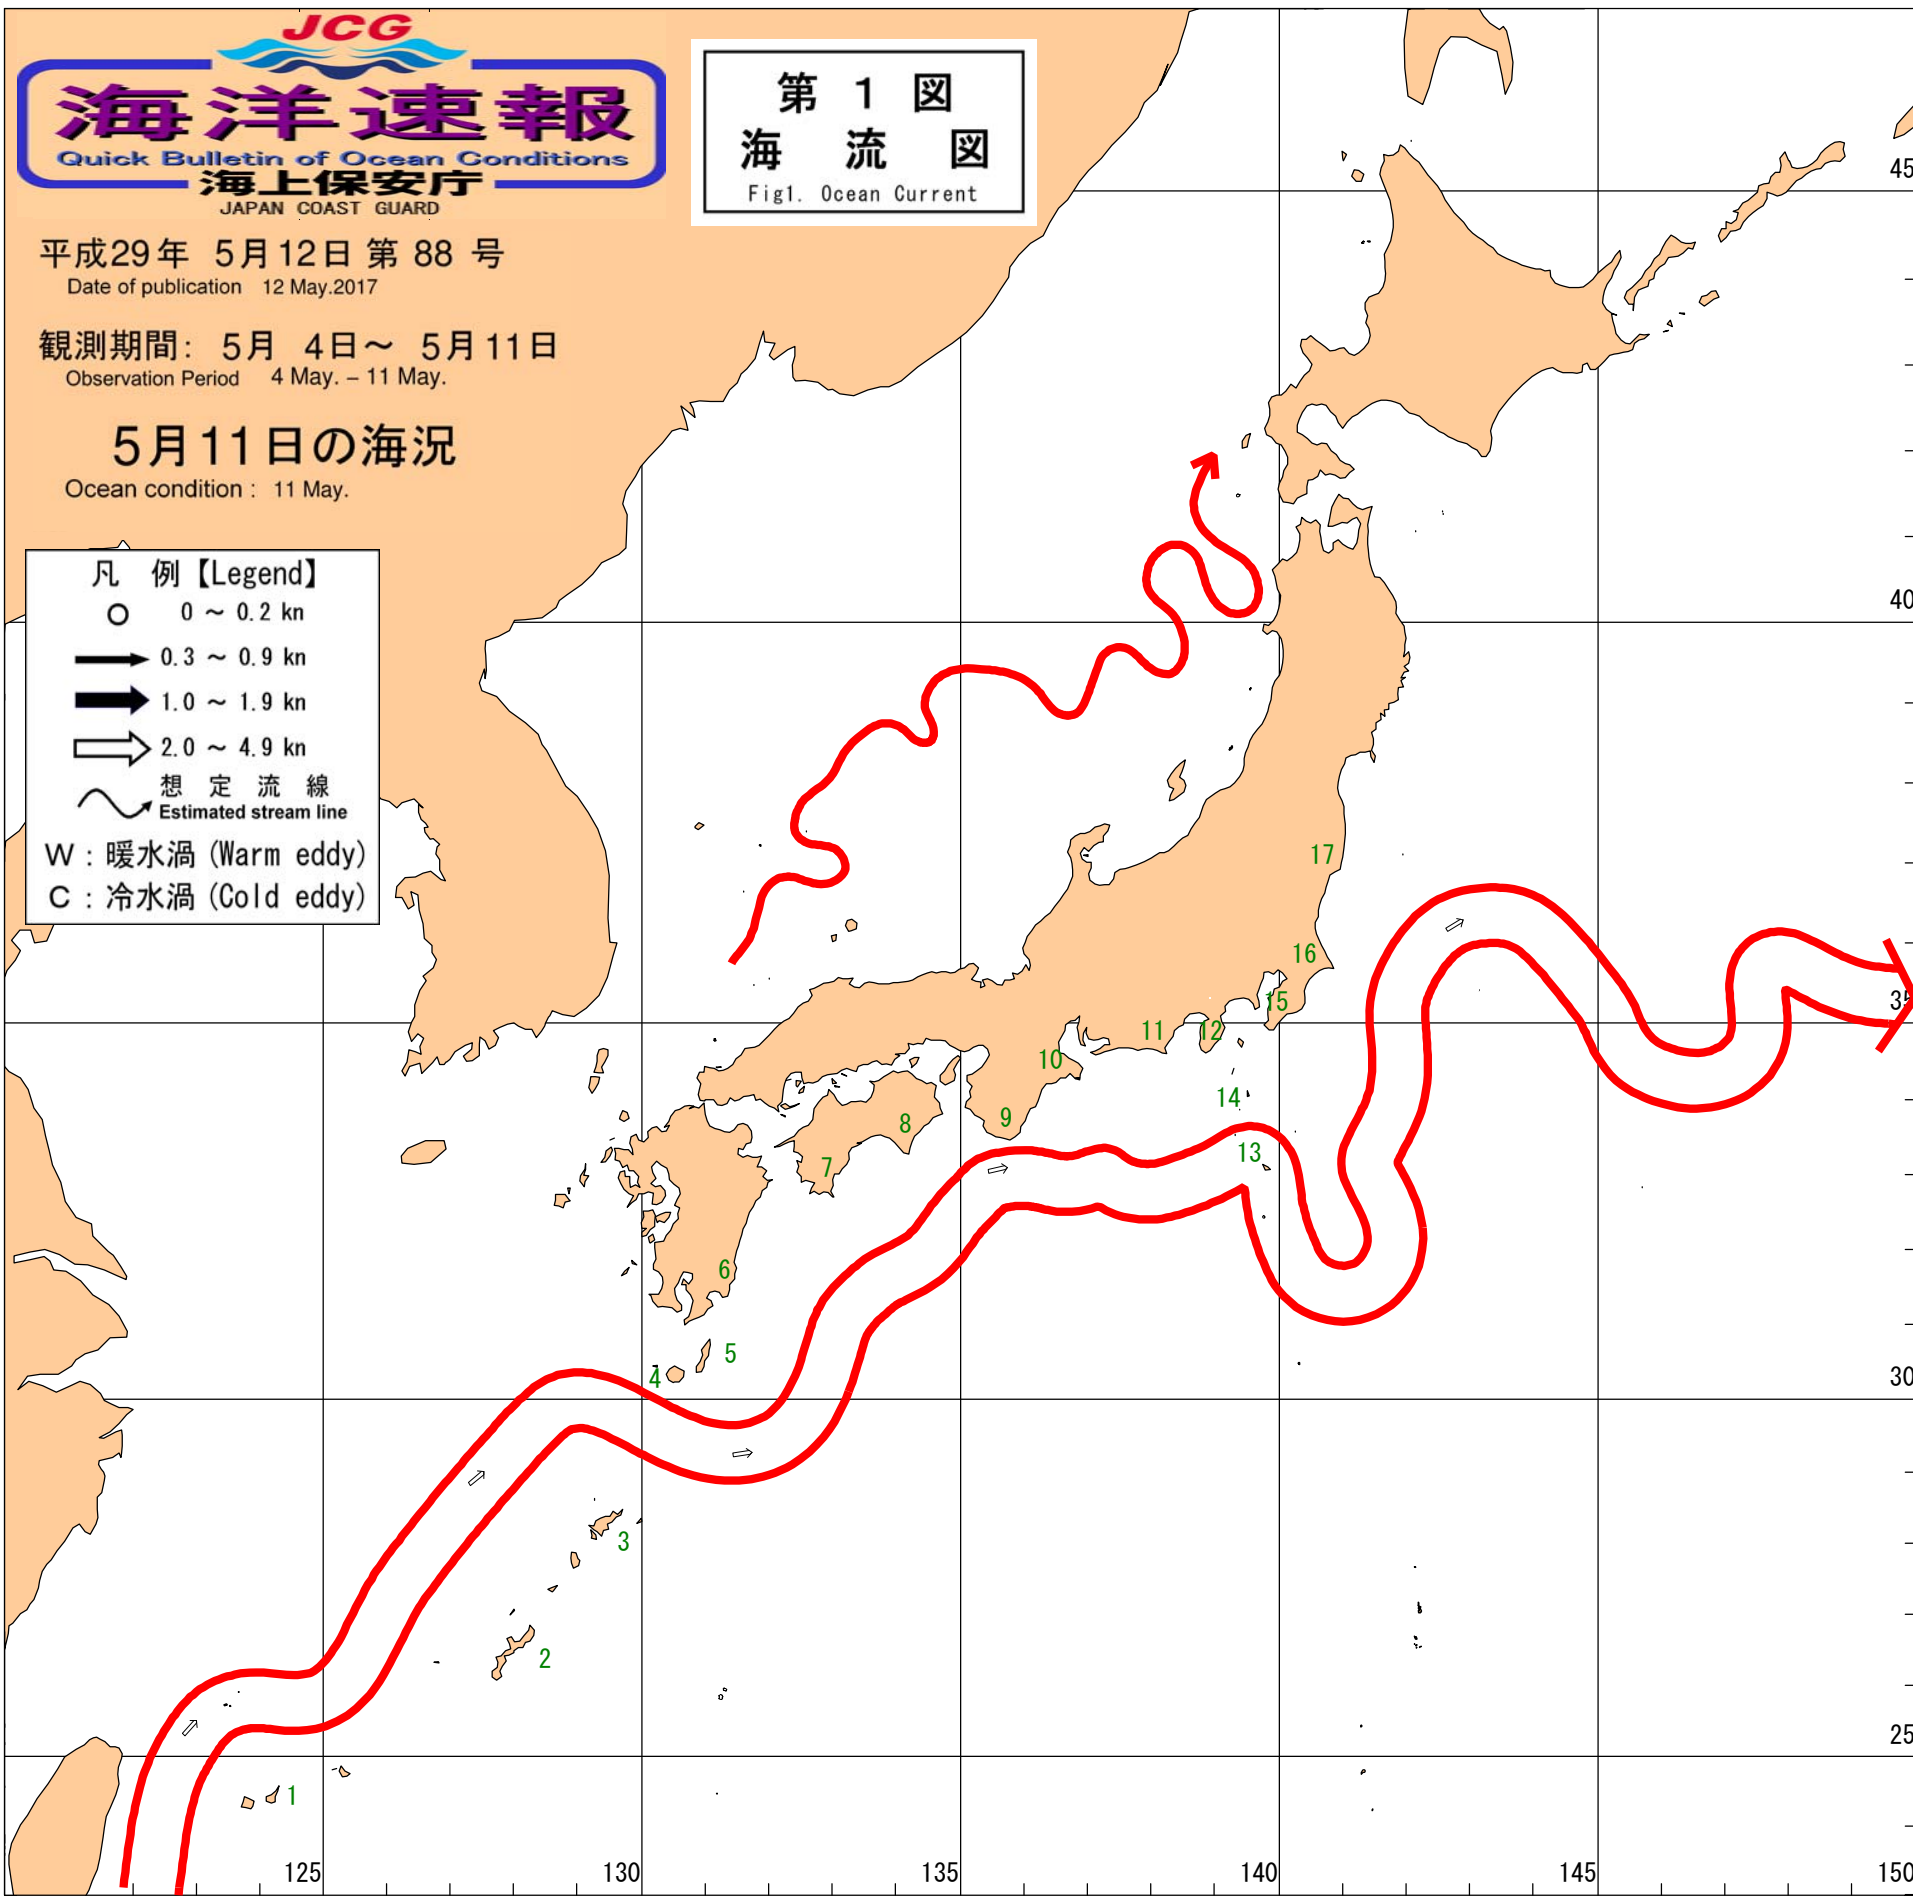 JCG
海洋速報
Quick Bulletin of Ocean Conditions
海上保安庁
JAPAN COAST GUARD
第 1 図
海 流 図
Fig1. Ocean Current
平成29年 5月12日 第 88 号
Date of publication 12 May.2017
観測期間: 5月 4日～ 5月11日
Observation Period 4 May. – 11 May.
5月11日の海況
Ocean condition : 11 May.
凡 例【Legend】
0 ～ 0.2 kn
0.3 ～ 0.9 kn
1.0 ～ 1.9 kn
2.0 ～ 4.9 kn
想 定 流 線
Estimated stream line
W : 暖水渦 (Warm eddy)
C : 冷水渦 (Cold eddy)
45
40
35
30
25
17
16
15
11
12
10
14
9
8
13
7
6
5
4
3
2
1
125
130
135
140
145
150